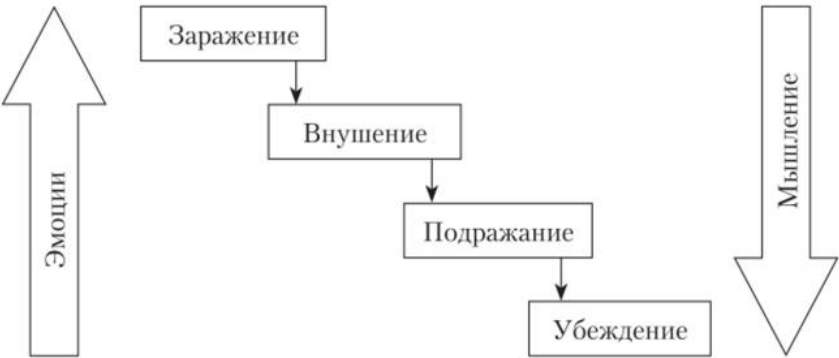 Заражение
Внушение
Подражание
Убеждение
Эмоции
Мышление